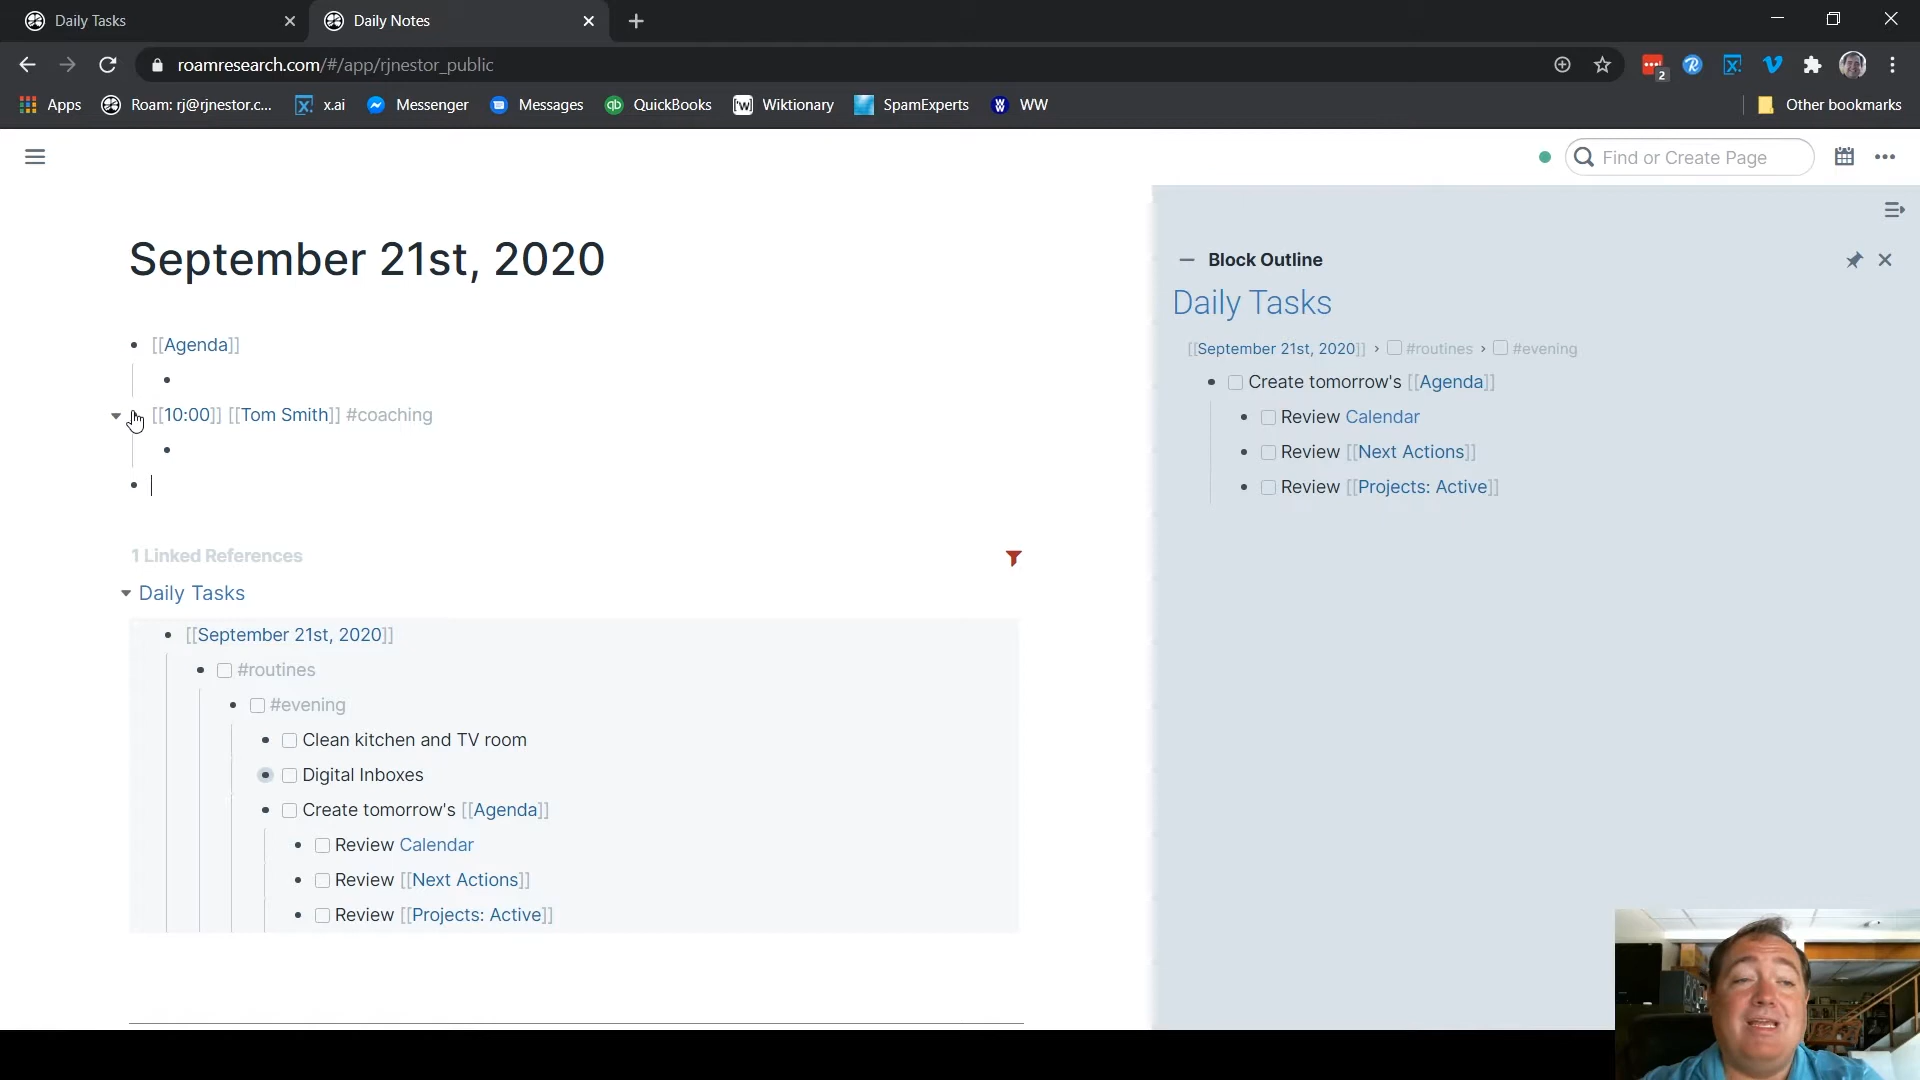 Daily Tasks
Daily Notes
roamresearch.com/#/app/rjnestor_public
2
Apps
Roam: rj@rjnestor.c...
x.ai
Messenger
Messages
QuickBooks
Wiktionary
SpamExperts
WW
Other bookmarks
Find or Create Page
September 21st, 2020
[[Agenda]]
[[10:00]] [[Tom Smith]] #coaching
1 Linked References
Daily Tasks
[[September 21st, 2020]]
#routines
#evening
Clean kitchen and TV room
Digital Inboxes
Create tomorrow's [[Agenda]]
Review Calendar
Review [[Next Actions]]
Review [[Projects: Active]]
Block Outline
Daily Tasks
[[September 21st, 2020]] › #routines › #evening
Create tomorrow's [[Agenda]]
Review Calendar
Review [[Next Actions]]
Review [[Projects: Active]]